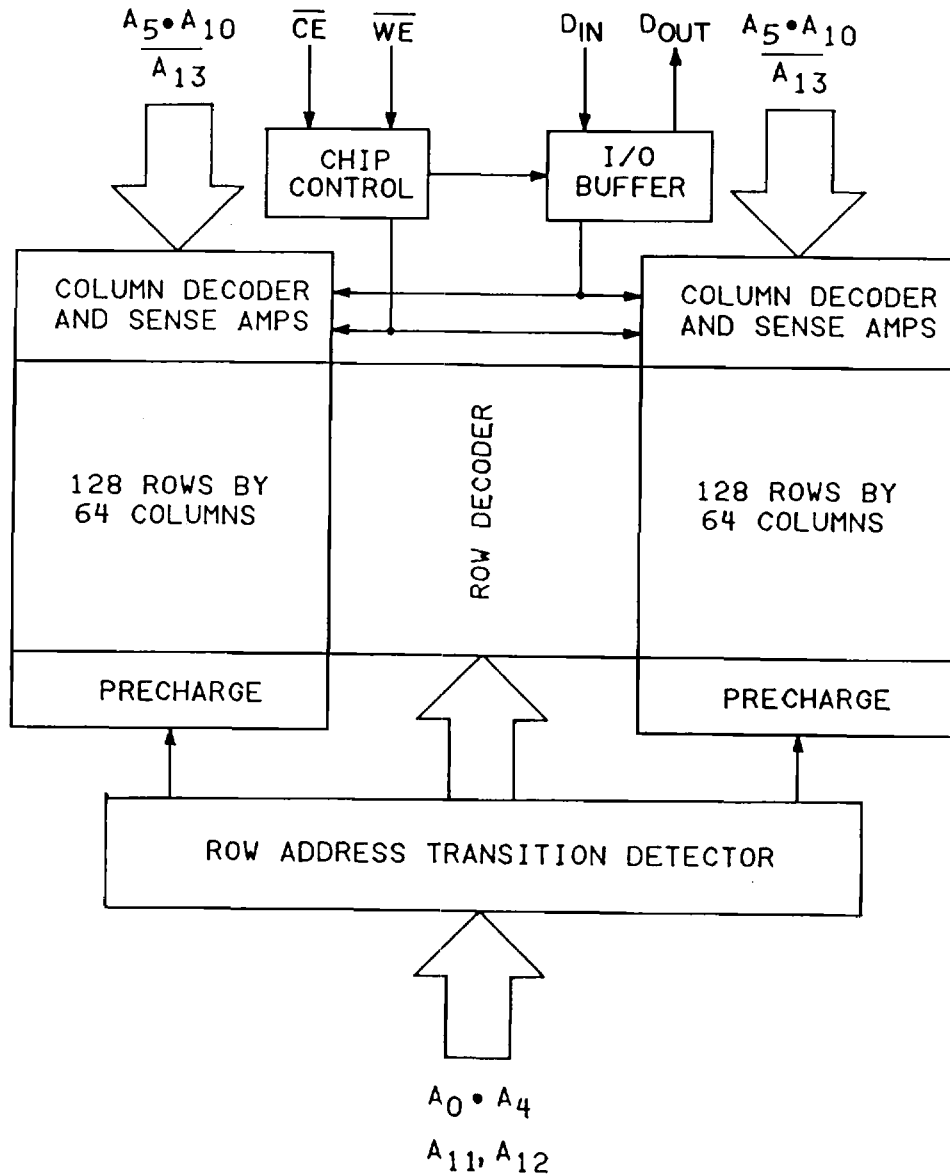 A5•A10
A13
CE
WE
DIN
DOUT
A5•A10
A13
CHIP
CONTROL
I/O
BUFFER
COLUMN DECODER
AND SENSE AMPS
COLUMN DECODER
AND SENSE AMPS
128 ROWS BY
64 COLUMNS
ROW DECODER
128 ROWS BY
64 COLUMNS
PRECHARGE
PRECHARGE
ROW ADDRESS TRANSITION DETECTOR
A0 • A4
A11, A12